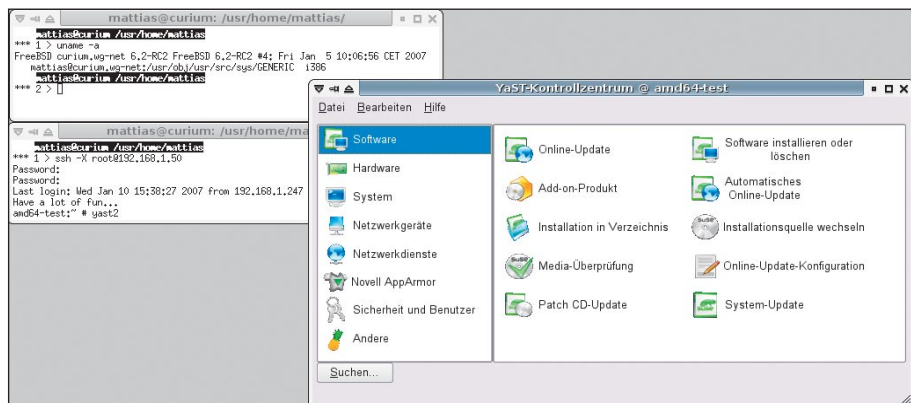 mattias@curium: /usr/home/mattias/
mattias@curium /usr/home/mattias
*** 1 > uname -a
FreeBSD curium.wg-net 6.2-RC2 FreeBSD 6.2-RC2 #4: Fri Jan  5 10:06:56 CET 2007
mattias@curium.wg-net:/usr/obj/usr/src/sys/GENERIC  i386
mattias@curium /usr/home/mattias
*** 2 >
mattias@curium: /usr/home/ma
mattias@curium /usr/home/mattias
*** 1 > ssh -X root@192.168.1.50
Password:
Password:
Last login: Wed Jan 10 15:38:27 2007 from 192.168.1.247
Have a lot of fun...
amd64-test:~ # yast2
YaST-Kontrollzentrum @ amd64-test
Datei Bearbeiten Hilfe
Software
Hardware
System
Netzwerkgeräte
Netzwerkdienste
Novell AppArmor
Sicherheit und Benutzer
Andere
Online-Update
Software installieren oder
löschen
Add-on-Produkt
Automatisches
Online-Update
Installation in Verzeichnis
Installationsquelle wechseln
Media-Überprüfung
Online-Update-Konfiguration
Patch CD-Update
System-Update
Suchen...